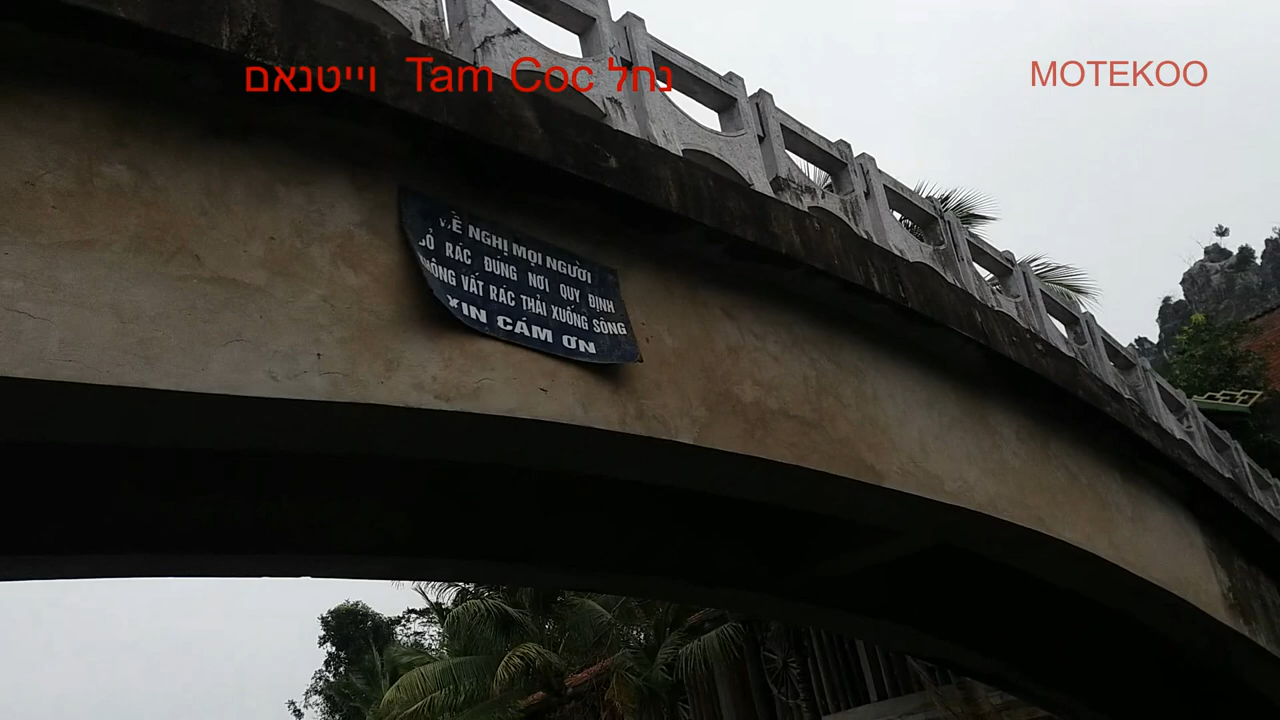 נחל Tam Coc וייטנאם
MOTEKOO
NGHỊ MỌI NGƯỜI
RÁC ĐÚNG NƠI QUY ĐỊNH
VẤT RÁC THẢI XUỐNG SÔNG
XIN CÁM ƠN